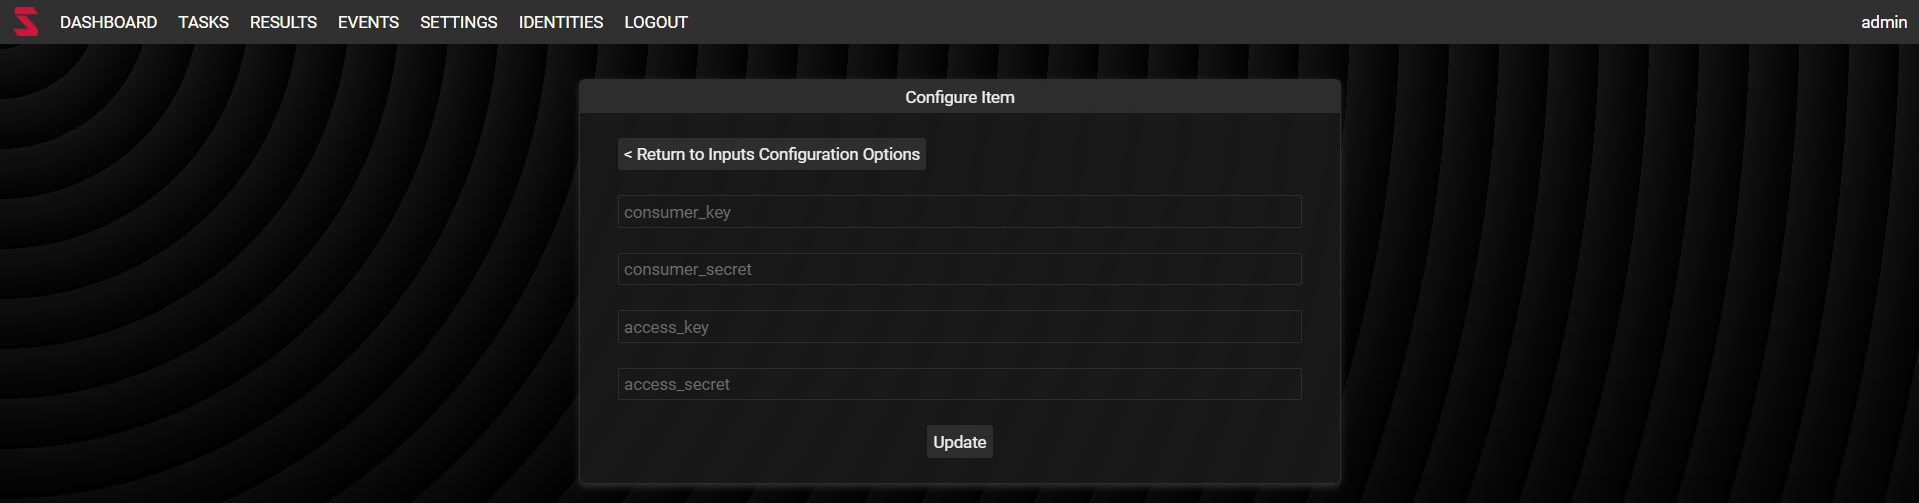 DASHBOARD TASKS RESULTS EVENTS SETTINGS IDENTITIES LOGOUT admin
Configure Item
< Return to Inputs Configuration Options
consumer_key
consumer_secret
access_key
access_secret
Update